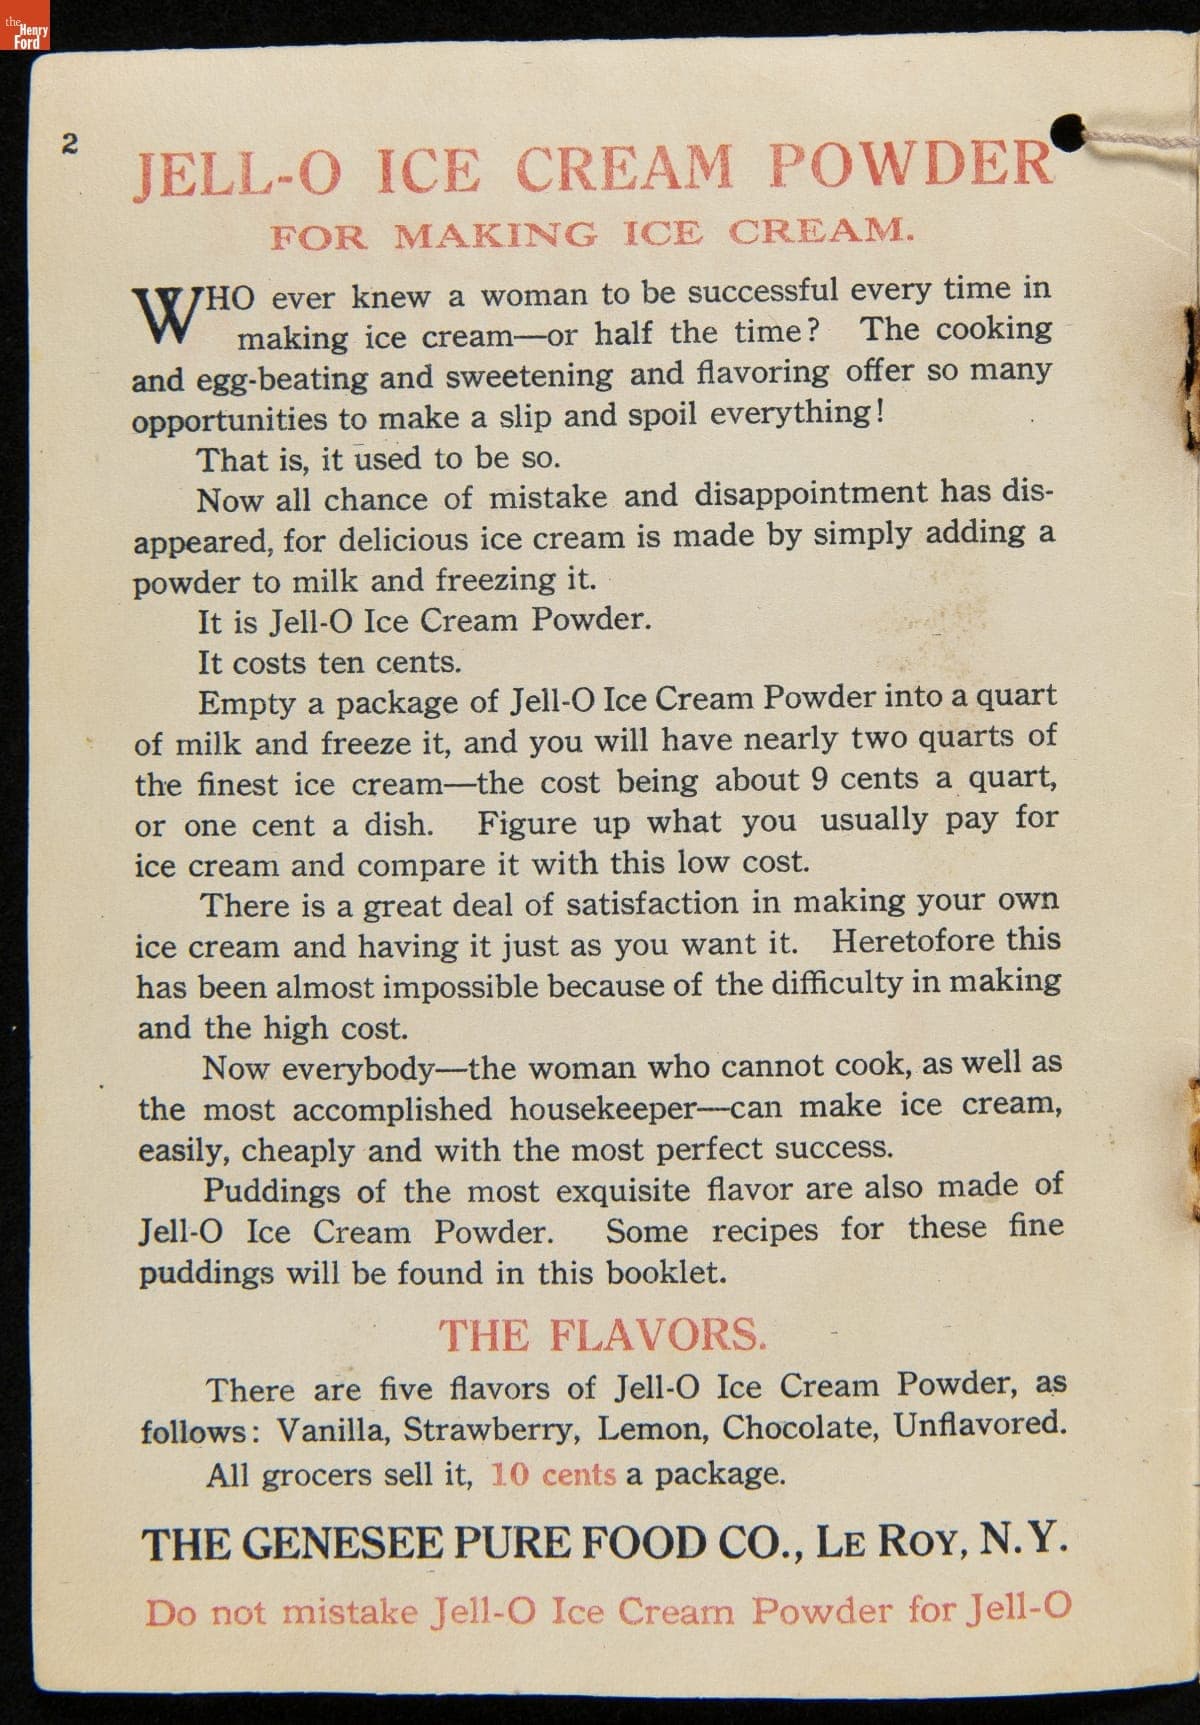 the Henry Ford
2
JELL-O ICE CREAM POWDER
FOR MAKING ICE CREAM.
WHO ever knew a woman to be successful every time in
making ice cream—or half the time? The cooking
and egg-beating and sweetening and flavoring offer so many
opportunities to make a slip and spoil everything!
That is, it used to be so.
Now all chance of mistake and disappointment has dis-
appeared, for delicious ice cream is made by simply adding a
powder to milk and freezing it.
It is Jell-O Ice Cream Powder.
It costs ten cents.
Empty a package of Jell-O Ice Cream Powder into a quart
of milk and freeze it, and you will have nearly two quarts of
the finest ice cream—the cost being about 9 cents a quart,
or one cent a dish. Figure up what you usually pay for
ice cream and compare it with this low cost.
There is a great deal of satisfaction in making your own
ice cream and having it just as you want it. Heretofore this
has been almost impossible because of the difficulty in making
and the high cost.
Now everybody—the woman who cannot cook, as well as
the most accomplished housekeeper—can make ice cream,
easily, cheaply and with the most perfect success.
Puddings of the most exquisite flavor are also made of
Jell-O Ice Cream Powder. Some recipes for these fine
puddings will be found in this booklet.
THE FLAVORS.
There are five flavors of Jell-O Ice Cream Powder, as
follows: Vanilla, Strawberry, Lemon, Chocolate, Unflavored.
All grocers sell it, 10 cents a package.
THE GENESEE PURE FOOD CO., LE ROY, N.Y.
Do not mistake Jell-O Ice Cream Powder for Jell-O